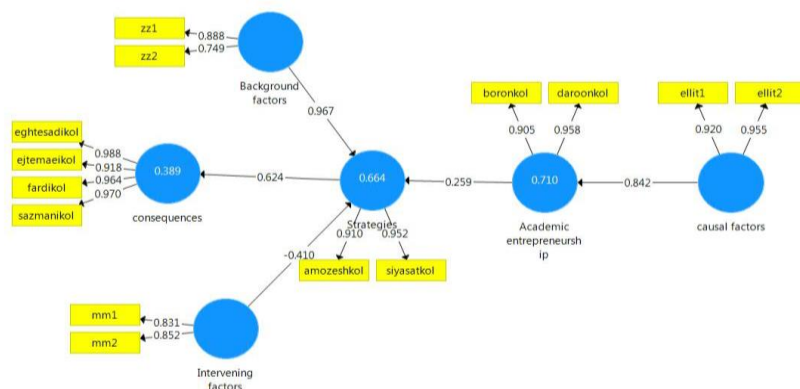 zz1
0.888
zz2
0.749
Background
factors
0.967
boronkol
daroonkol
ellit1
ellit2
0.905
0.958
0.920
0.955
eghtesadikol
0.988
ejtemaeikol
0.918
fardikol
0.964
sazmanikol
0.970
0.389
consequences
0.624
0.664
Strategies
0.259
0.710
Academic
entrepreneursh
ip
0.842
causal factors
0.910
0.952
amozeshkol
siyasatkol
-0.410
mm1
0.831
mm2
0.852
Intervening
factors